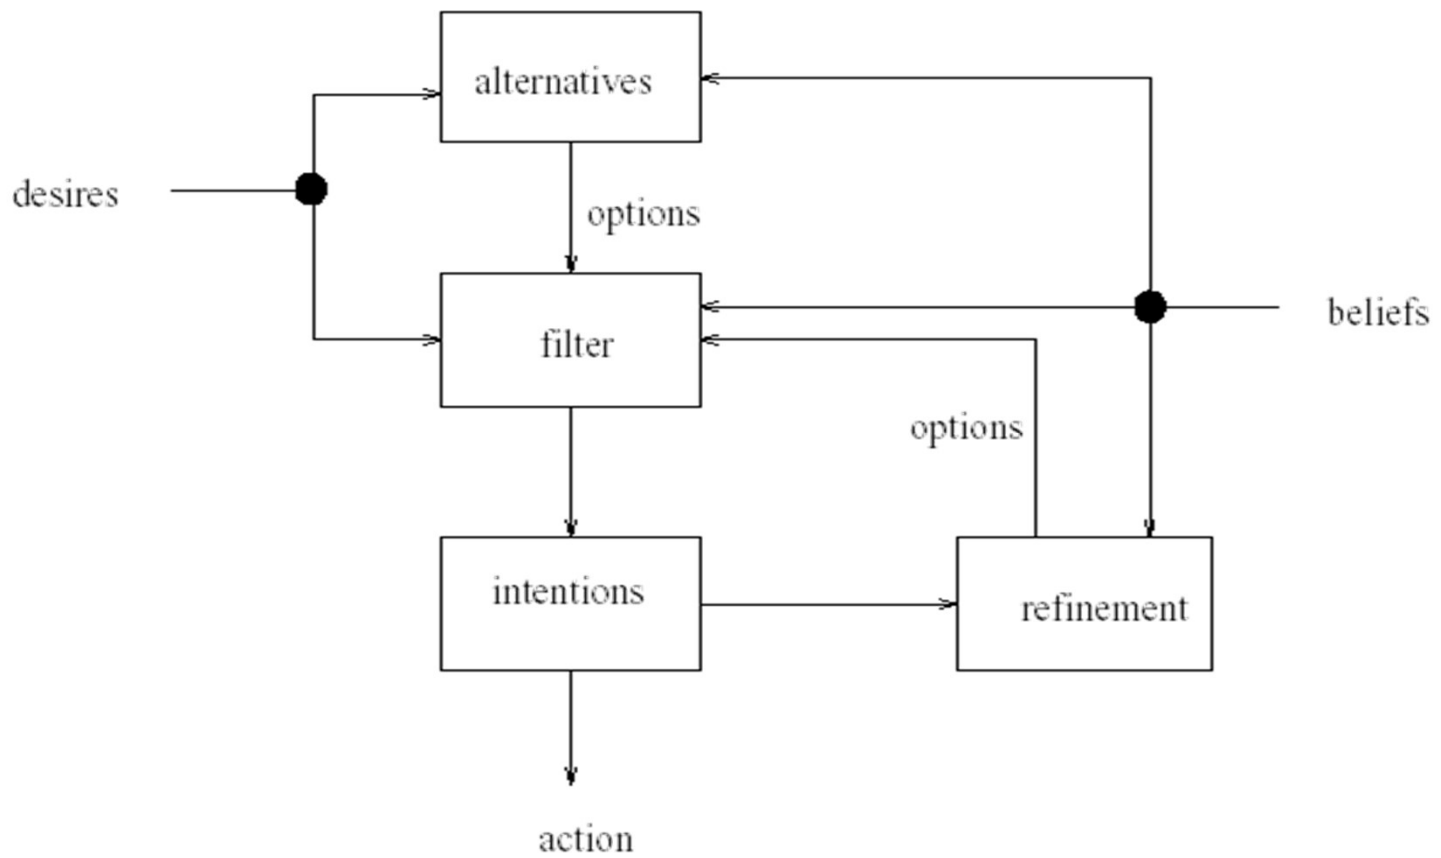 alternatives
desires
options
beliefs
filter
options
intentions
refinement
action